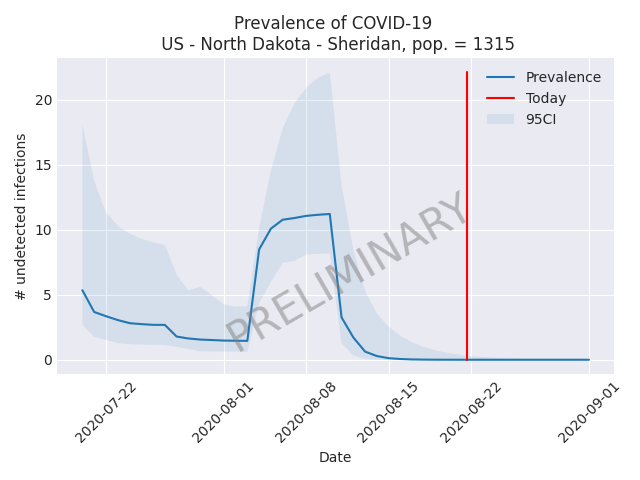 Prevalence of COVID-19
US - North Dakota - Sheridan, pop. = 1315
Prevalence
Today
95CI
# undetected infections
20
15
10
5
0
PRELIMINARY
2020-07-22
2020-08-01
2020-08-08
2020-08-15
2020-08-22
2020-09-01
Date